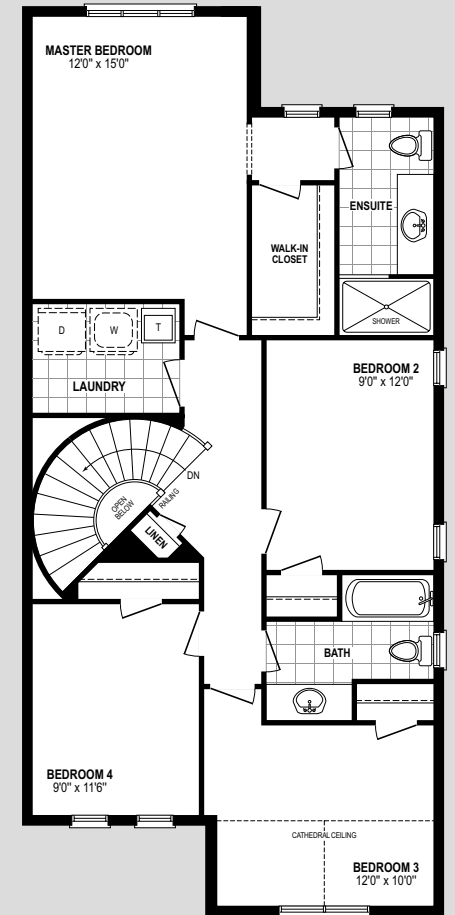 MASTER BEDROOM
12'0" x 15'0"
ENSUITE
WALK-IN
CLOSET
SHOWER
D
W
T
LAUNDRY
BEDROOM 2
9'0" x 12'0"
DN
RAILING
OPEN
BELOW
LINEN
BATH
BEDROOM 4
9'0" x 11'6"
CATHEDRAL CEILING
BEDROOM 3
12'0" x 10'0"